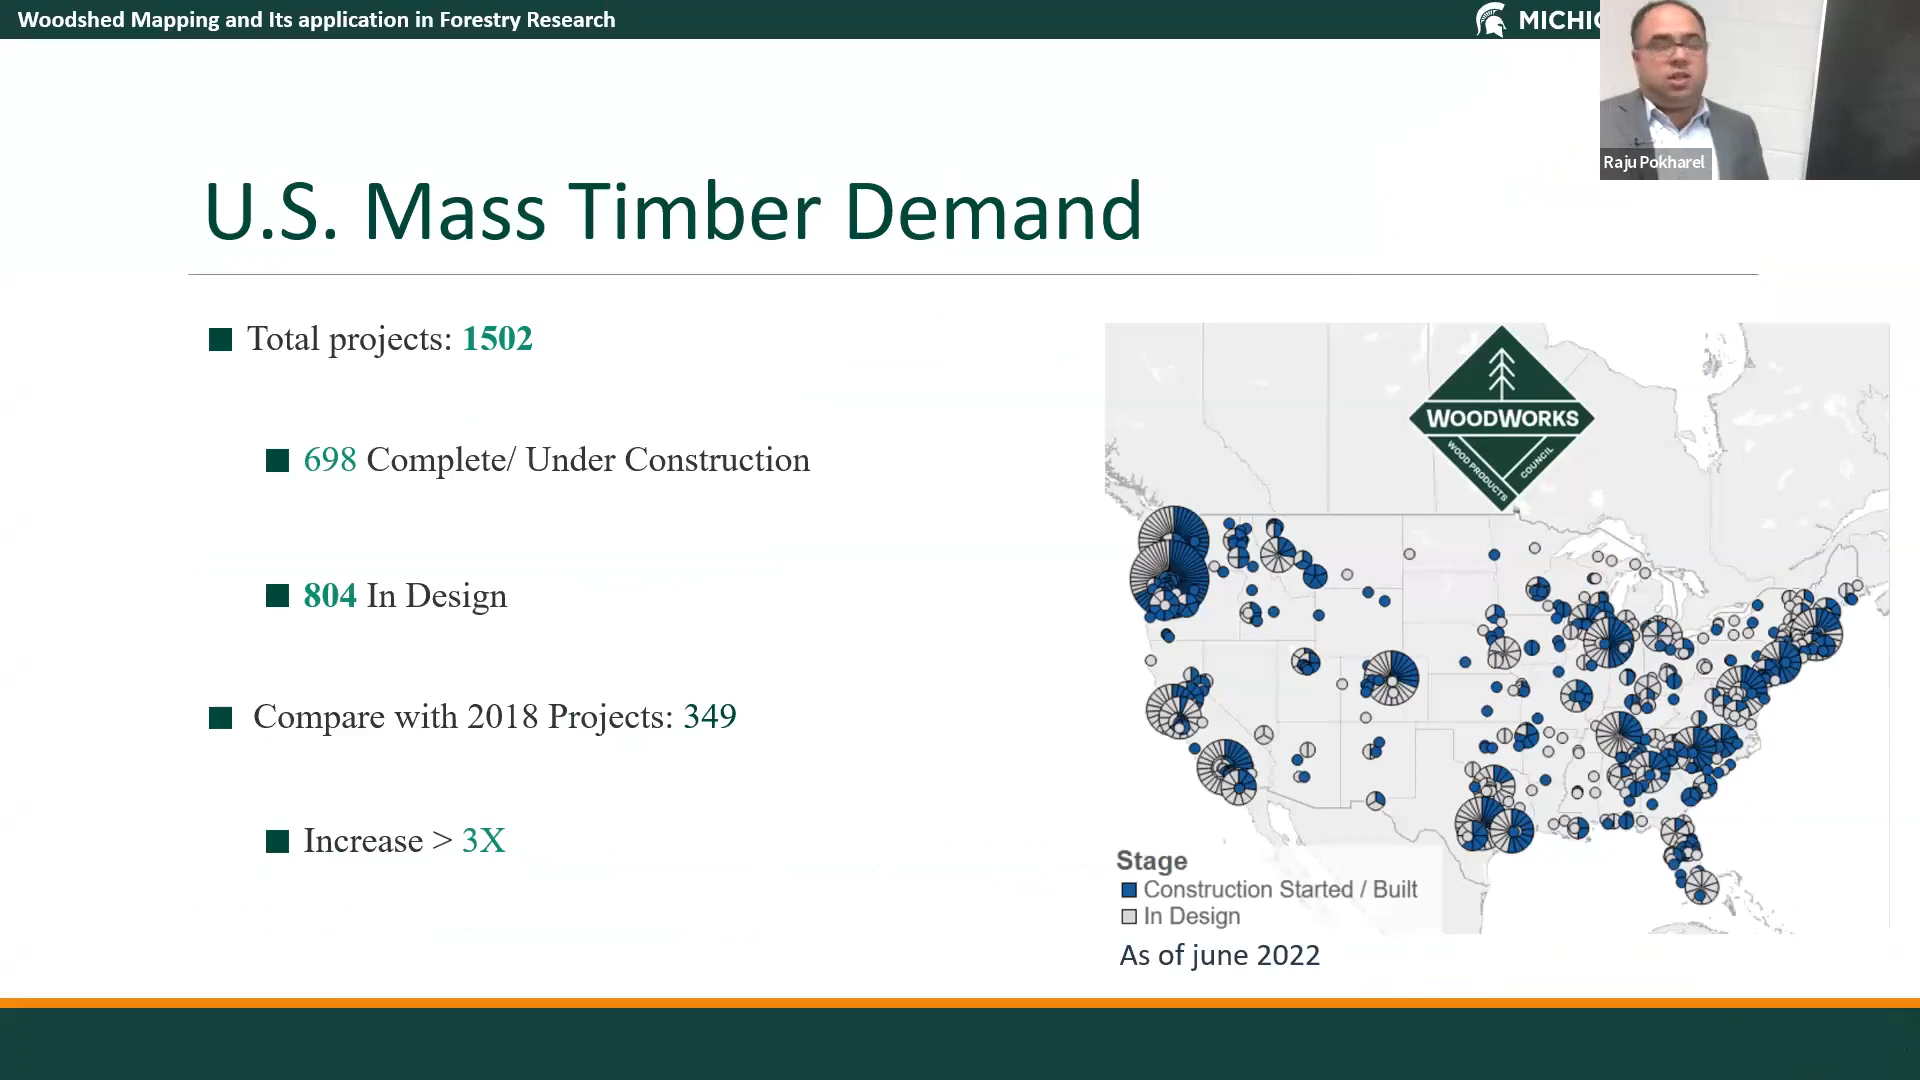 Woodshed Mapping and Its application in Forestry Research
MICHIG
Raju Pokharel
U.S. Mass Timber Demand
Total projects: 1502
698 Complete/ Under Construction
804 In Design
Compare with 2018 Projects: 349
Increase > 3X
WOODWORKS
WOOD PRODUCTS
COUNCIL
Stage
Construction Started / Built
In Design
As of june 2022